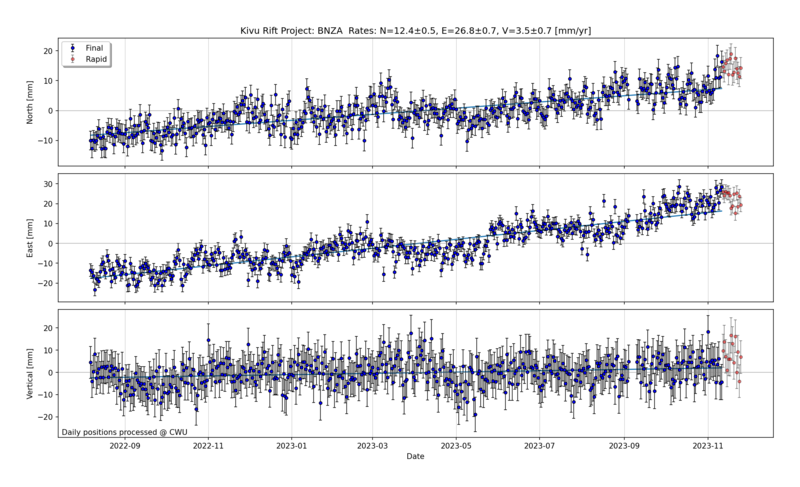 Kivu Rift Project: BNZA  Rates: N=12.4±0.5, E=26.8±0.7, V=3.5±0.7 [mm/yr]
Final
Rapid
North [mm]
20
10
0
−10
East [mm]
30
20
10
0
−10
−20
Vertical [mm]
20
10
0
−10
−20
Daily positions processed @ CWU
2022-09 2022-11 2023-01 2023-03 2023-05 2023-07 2023-09 2023-11
Date